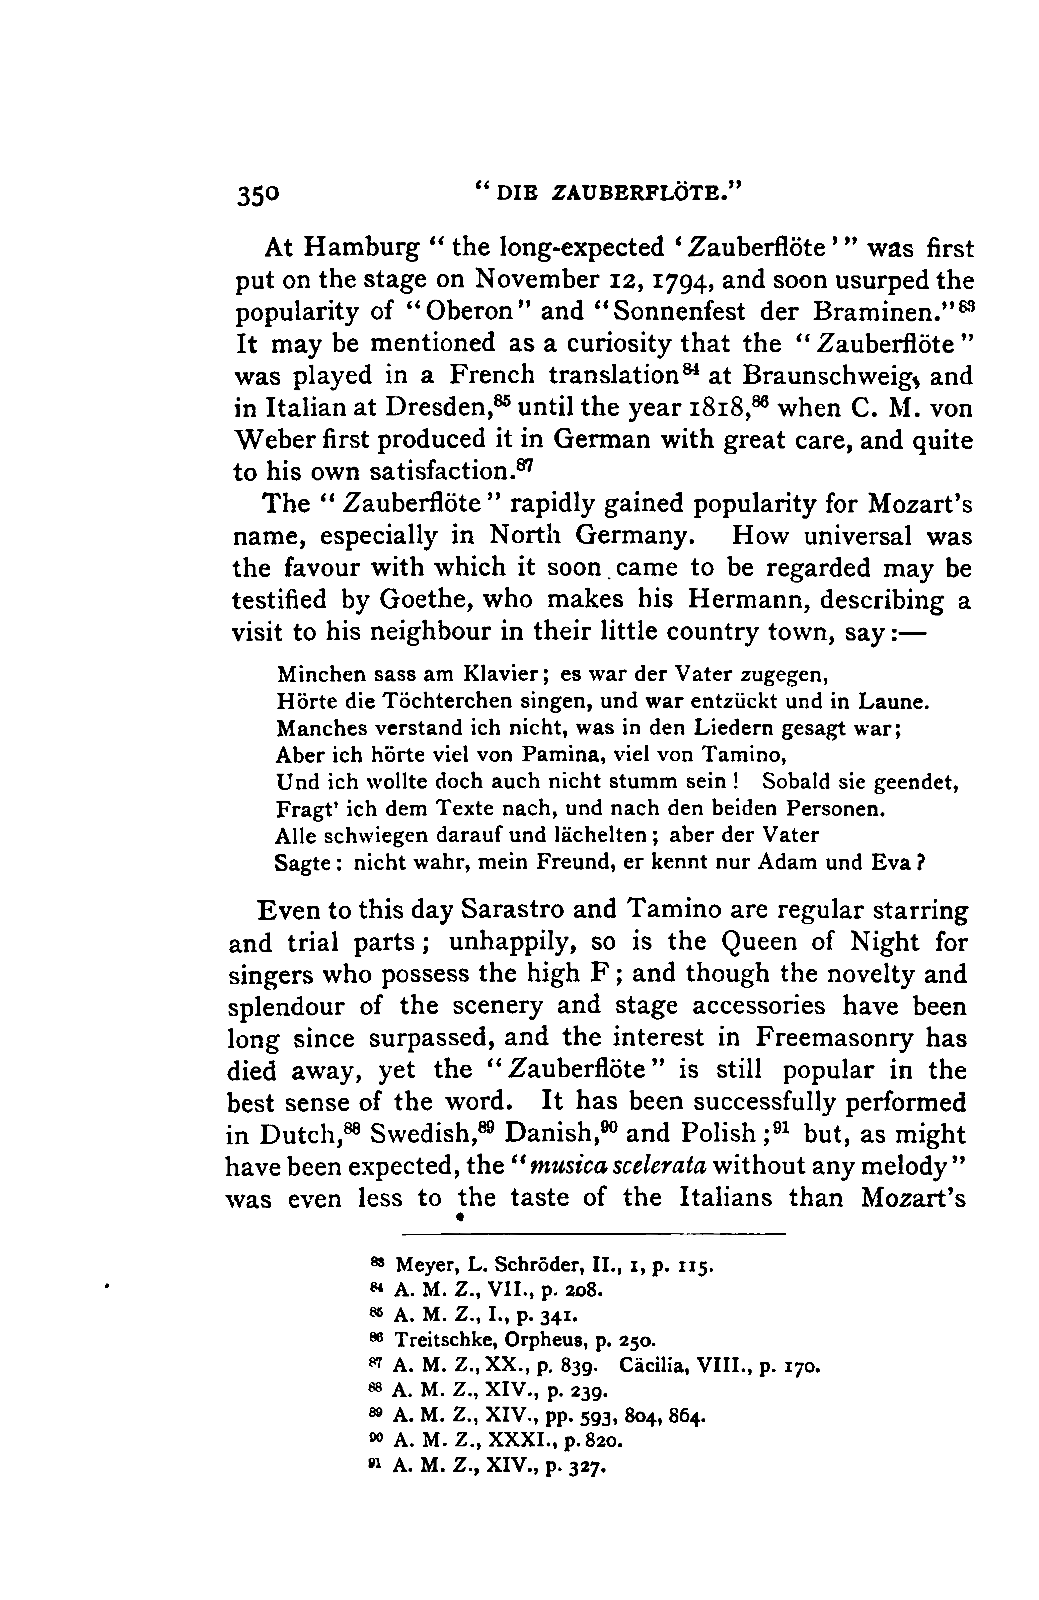 350 “DIE ZAUBERFLÖTE.”
At Hamburg “the long-expected ‘Zauberflöte’” was first
put on the stage on November 12, 1794, and soon usurped the
popularity of “Oberon” and “Sonnenfest der Braminen.”⁸³
It may be mentioned as a curiosity that the “Zauberflöte”
was played in a French translation⁸⁴ at Braunschweig, and
in Italian at Dresden,⁸⁵ until the year 1818,⁸⁶ when C. M. von
Weber first produced it in German with great care, and quite
to his own satisfaction.⁸⁷
The “Zauberflöte” rapidly gained popularity for Mozart’s
name, especially in North Germany. How universal was
the favour with which it soon came to be regarded may be
testified by Goethe, who makes his Hermann, describing a
visit to his neighbour in their little country town, say:—
Minchen sass am Klavier; es war der Vater zugegen,
Hörte die Töchterchen singen, und war entzückt und in Laune.
Manches verstand ich nicht, was in den Liedern gesagt war;
Aber ich hörte viel von Pamina, viel von Tamino,
Und ich wollte doch auch nicht stumm sein! Sobald sie geendet,
Fragt’ ich dem Texte nach, und nach den beiden Personen.
Alle schwiegen darauf und lächelten; aber der Vater
Sagte: nicht wahr, mein Freund, er kennt nur Adam und Eva?
Even to this day Sarastro and Tamino are regular starring
and trial parts; unhappily, so is the Queen of Night for
singers who possess the high F; and though the novelty and
splendour of the scenery and stage accessories have been
long since surpassed, and the interest in Freemasonry has
died away, yet the “Zauberflöte” is still popular in the
best sense of the word. It has been successfully performed
in Dutch,⁸⁸ Swedish,⁸⁹ Danish,⁹⁰ and Polish;⁹¹ but, as might
have been expected, the “musica scelerata without any melody”
was even less to the taste of the Italians than Mozart’s
⁸³ Meyer, L. Schröder, II., 1, p. 115.
⁸⁴ A. M. Z., VII., p. 208.
⁸⁵ A. M. Z., I., p. 341.
⁸⁶ Treitschke, Orpheus, p. 250.
⁸⁷ A. M. Z., XX., p. 839. Cäcilia, VIII., p. 170.
⁸⁸ A. M. Z., XIV., p. 239.
⁸⁹ A. M. Z., XIV., pp. 593, 804, 864.
⁹⁰ A. M. Z., XXXI., p. 820.
⁹¹ A. M. Z., XIV., p. 327.